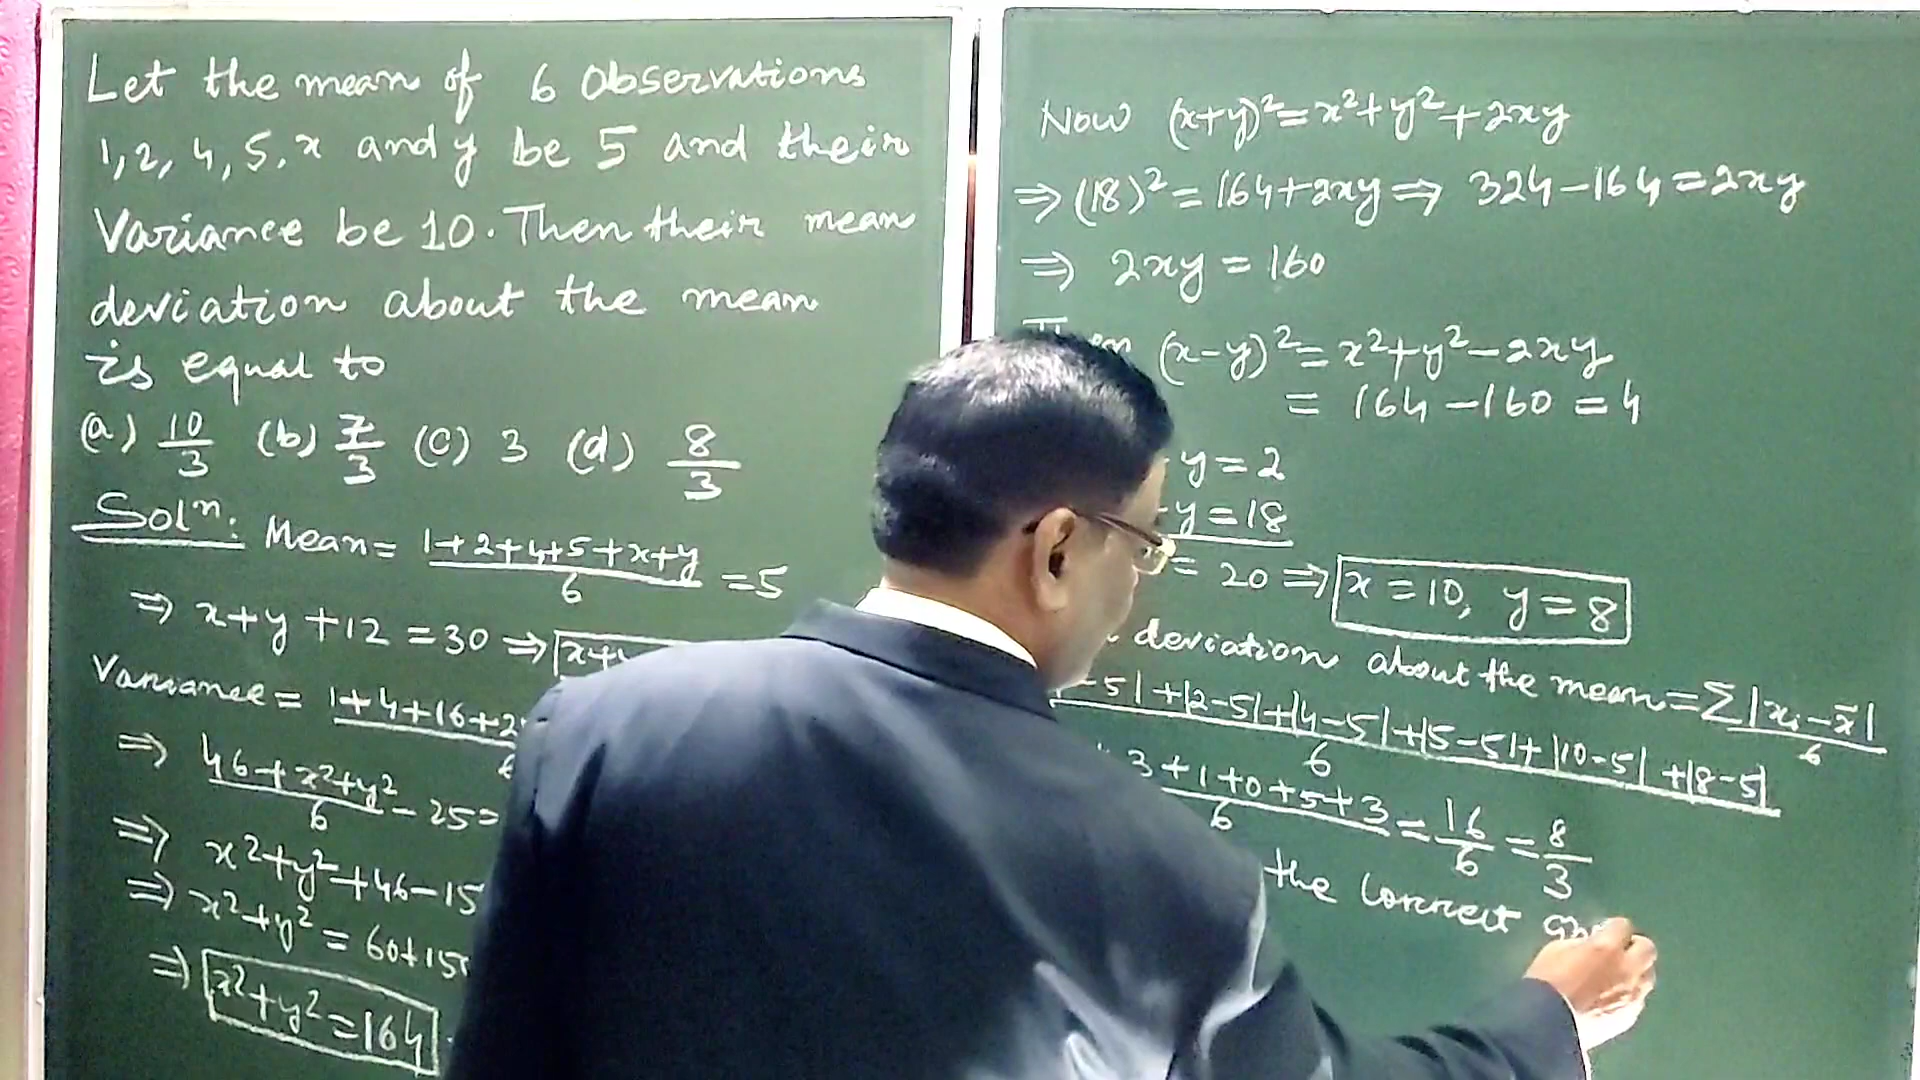 Let the mean of 6 observations
1, 2, 4, 5, x and y be 5 and their
Variance be 10. Then their mean
deviation about the mean
is equal to
(a) 10/3 (b) 7/3 (c) 3 (d) 8/3
Solⁿ: Mean = (1+2+4+5+x+y)/6 = 5
⇒ x+y+12 = 30 ⇒ x+y
Variance = 1+4+16+2
⇒ (46+x²+y²)/6 - 25 =
⇒ x²+y²+46-15
⇒ x²+y² = 60+15
⇒ x²+y² = 164
Now (x+y)² = x²+y²+2xy
⇒ (18)² = 164+2xy ⇒ 324-164 = 2xy
⇒ 2xy = 160
(x-y)² = x²+y²-2xy
= 164-160 = 4
y = 2
y = 18
= 20 ⇒ x = 10, y = 8
deviation about the mean = Σ|xᵢ-x̄|/6
-5|+|2-5|+|4-5|+|5-5|+|10-5|+|8-5|
6
(3+1+0+5+3)/6 = 16/6 = 8/3
the correct